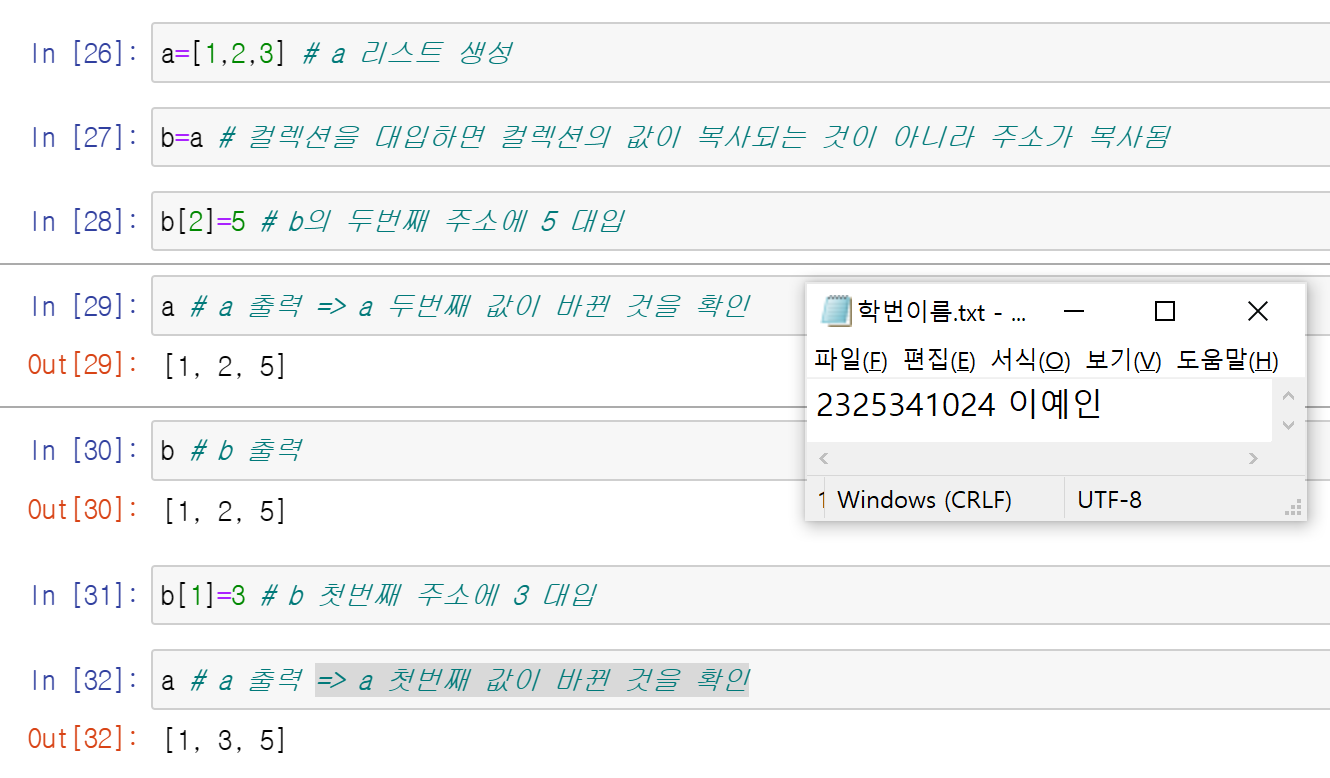 In [26]: a=[1,2,3] # a 리스트 생성
In [27]: b=a # 컬렉션을 대입하면 컬렉션의 값이 복사되는 것이 아니라 주소가 복사됨
In [28]: b[2]=5 # b의 두번째 주소에 5 대입
In [29]: a # a 출력 => a 두번째 값이 바뀐 것을 확인
Out[29]: [1, 2, 5]
In [30]: b # b 출력
Out[30]: [1, 2, 5]
In [31]: b[1]=3 # b 첫번째 주소에 3 대입
In [32]: a # a 출력 => a 첫번째 값이 바뀐 것을 확인
Out[32]: [1, 3, 5]
학번이름.txt - ...
파일(F) 편집(E) 서식(O) 보기(V) 도움말(H)
2325341024 이예인
Windows (CRLF) UTF-8